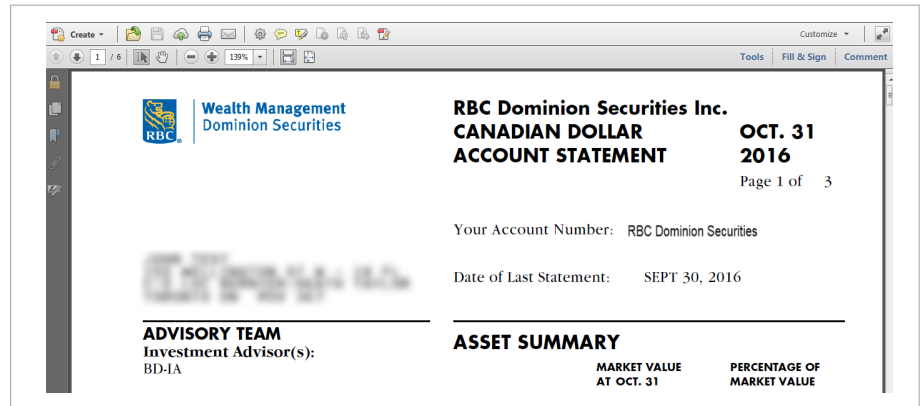 Create
Customize
1 / 6
139%
Tools Fill & Sign Comment
RBC
Wealth Management
Dominion Securities
RBC Dominion Securities Inc.
CANADIAN DOLLAR OCT. 31
ACCOUNT STATEMENT 2016
Page 1 of 3
Your Account Number: RBC Dominion Securities
Date of Last Statement: SEPT 30, 2016
ADVISORY TEAM
Investment Advisor(s):
BD-IA
ASSET SUMMARY
MARKET VALUE PERCENTAGE OF
AT OCT. 31 MARKET VALUE